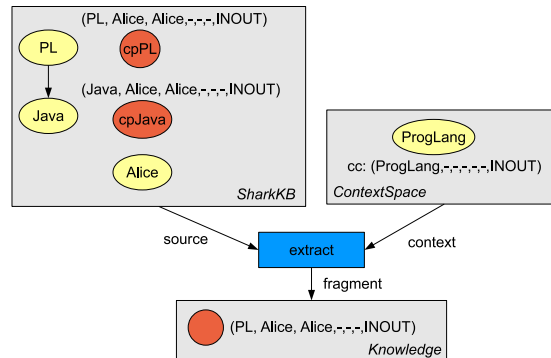 (PL, Alice, Alice,-,-,-,INOUT)
PL
cpPL
(Java, Alice, Alice,-,-,-,INOUT)
Java
cpJava
Alice
SharkKB
ProgLang
cc: (ProgLang,-,-,-,-,-,INOUT)
ContextSpace
source
extract
context
fragment
(PL, Alice, Alice,-,-,-,INOUT)
Knowledge